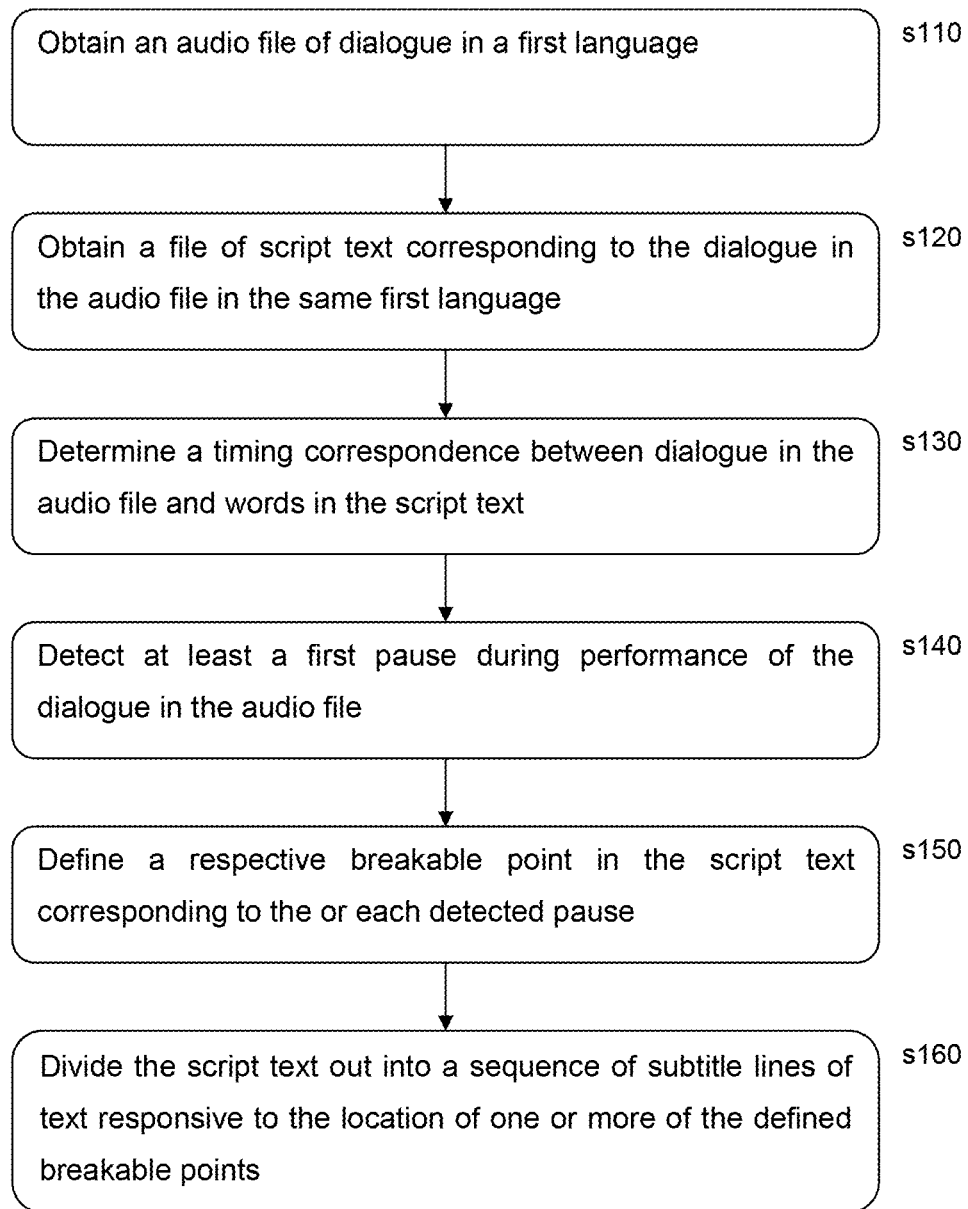 Obtain an audio file of dialogue in a first language
s110
Obtain a file of script text corresponding to the dialogue in
the audio file in the same first language
s120
Determine a timing correspondence between dialogue in the
audio file and words in the script text
s130
Detect at least a first pause during performance of the
dialogue in the audio file
s140
Define a respective breakable point in the script text
corresponding to the or each detected pause
s150
Divide the script text out into a sequence of subtitle lines of
text responsive to the location of one or more of the defined
breakable points
s160